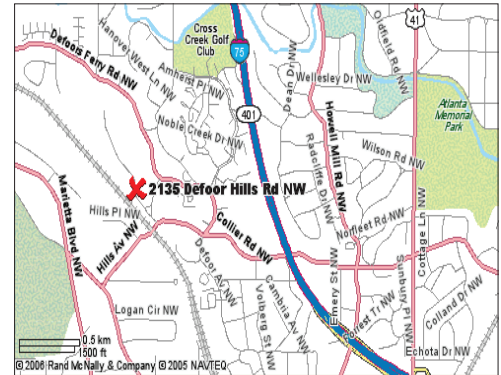 Cross
Creek Golf
Club
75
41
401
Defoors Ferry Rd NW
Hanover West Ln NW
Amherst Pl NW
Noble Creek Dr NW
Dean Dr NW
Wellesley Dr NW
Oldfield Rd NW
Howell Mill Rd NW
Radcliffe Dr NW
Wilson Rd NW
Atlanta
Memorial
Park
2135 Defoor Hills Rd NW
Marietta Blvd NW
Hills Pl NW
Hills Av NW
Collier Rd NW
Defoor Av NW
Norfleet Rd NW
Cottage Ln NW
Logan Cir NW
Volberg St NW
Cambria Av NW
Emery St NW
Forrest Tr NW
Sunbury Pl NW
Colland Dr NW
Echota Dr NW
0.5 km
1500 ft
© 2006 Rand McNally & Company © 2005 NAVTEQ